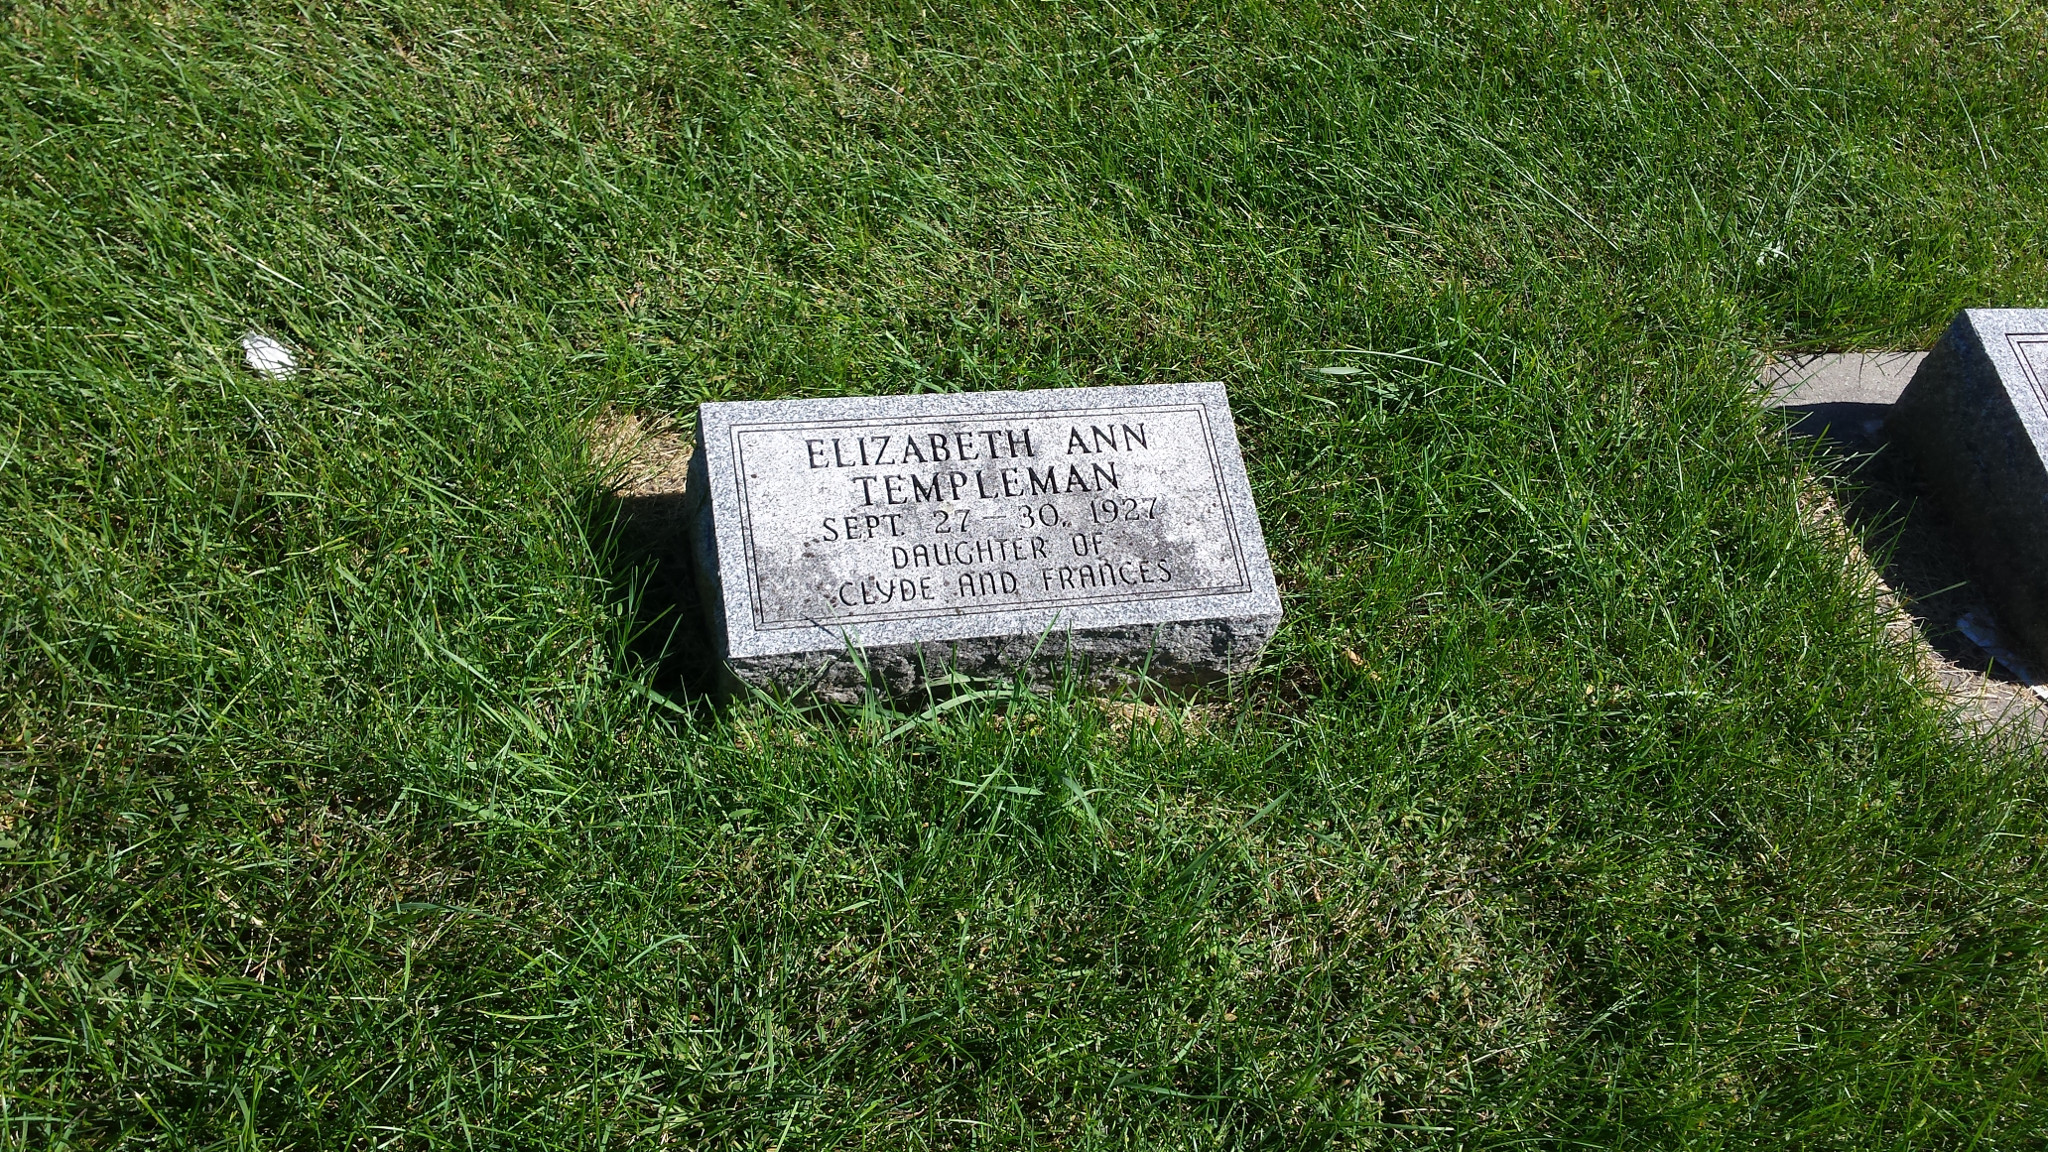 ELIZABETH ANN
TEMPLEMAN
SEPT. 27 - 30, 1927
DAUGHTER OF
CLYDE AND FRANCES